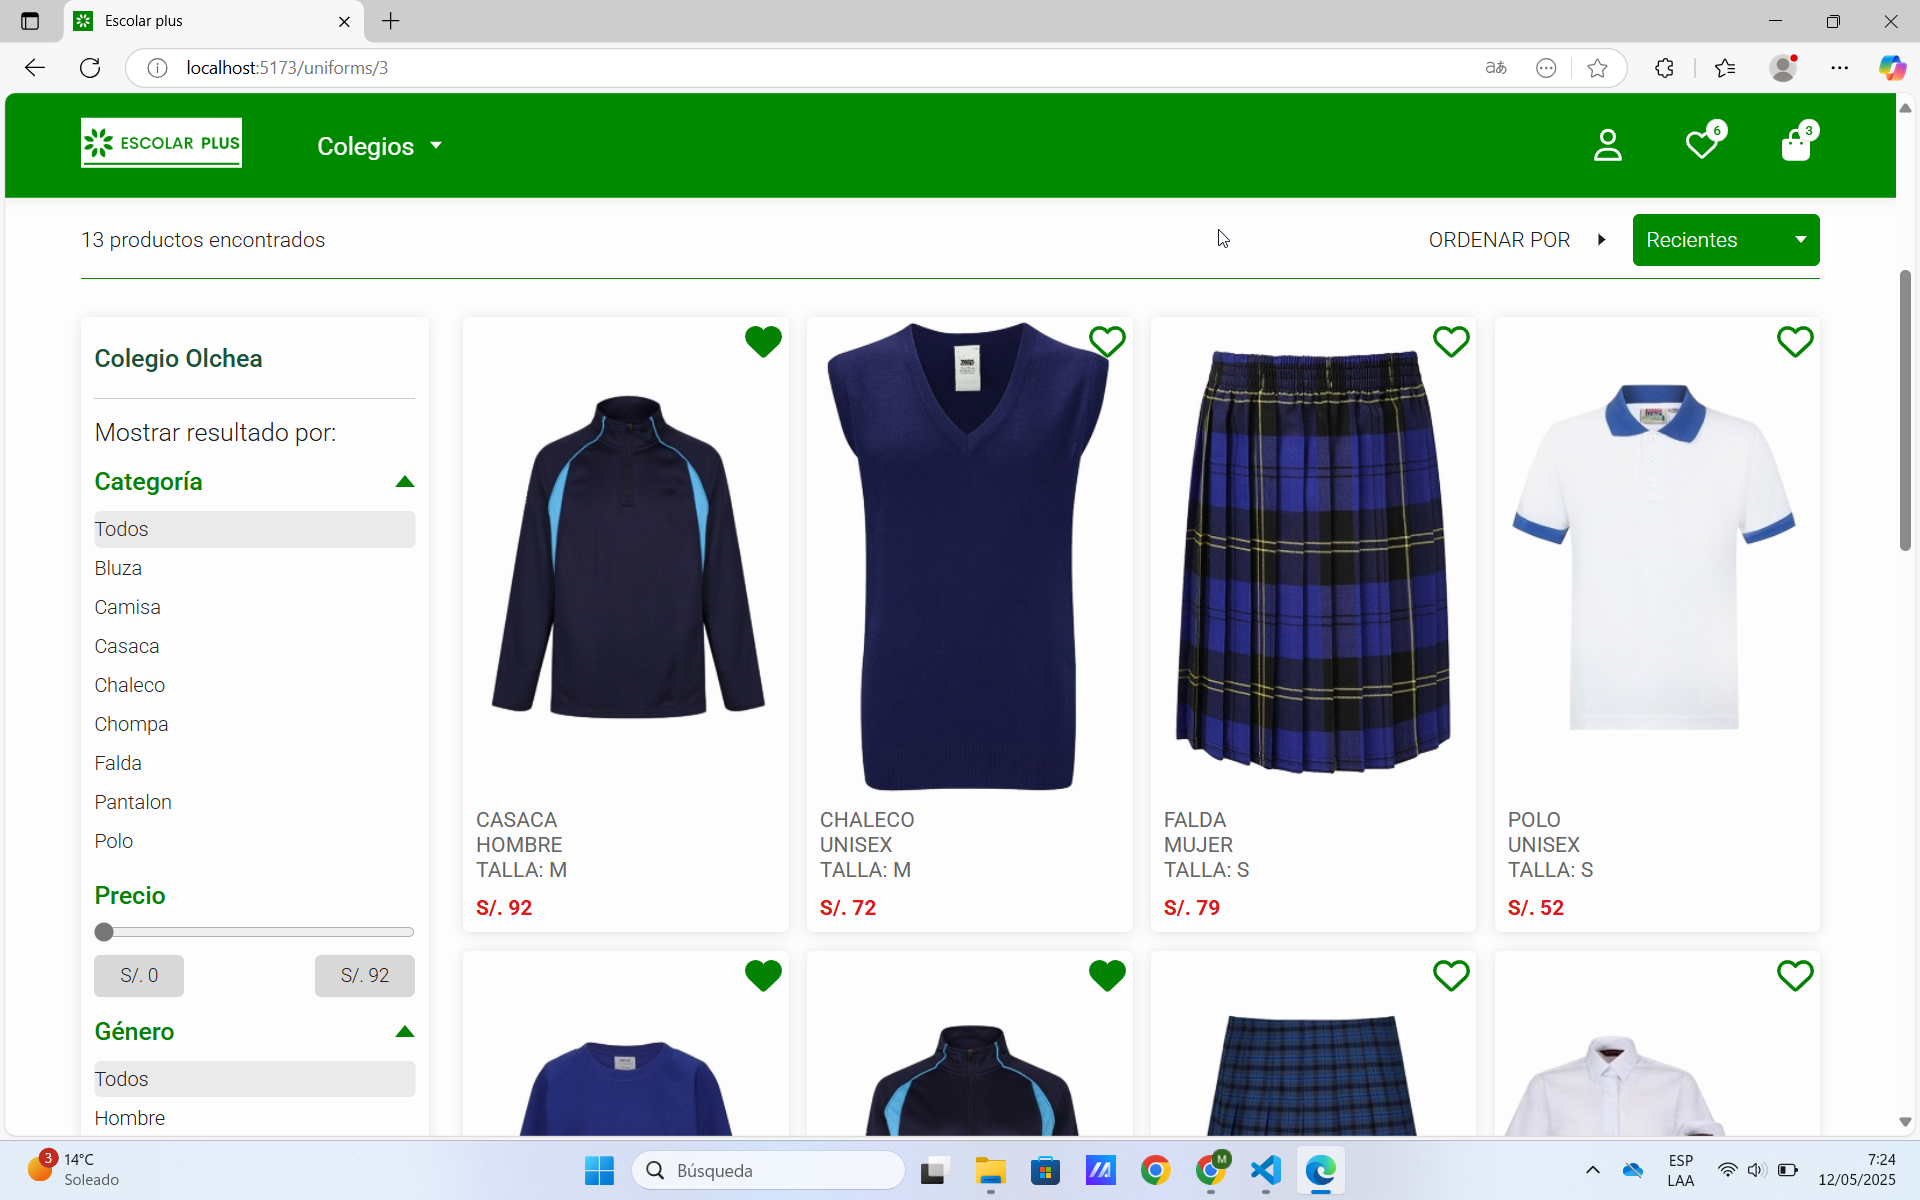 Escolar plus
localhost:5173/uniforms/3
aあ
ESCOLAR PLUS
Colegios
6
3
13 productos encontrados
ORDENAR POR
Recientes
Colegio Olchea
Mostrar resultado por:
Categoría
Todos
Bluza
Camisa
Casaca
Chaleco
Chompa
Falda
Pantalon
Polo
Precio
S/. 0
S/. 92
Género
Todos
Hombre
CASACA
HOMBRE
TALLA: M
S/. 92
CHALECO
UNISEX
TALLA: M
S/. 72
FALDA
MUJER
TALLA: S
S/. 79
POLO
UNISEX
TALLA: S
S/. 52
3
14°C
Soleado
Búsqueda
M
ESP
LAA
7:24
12/05/2025